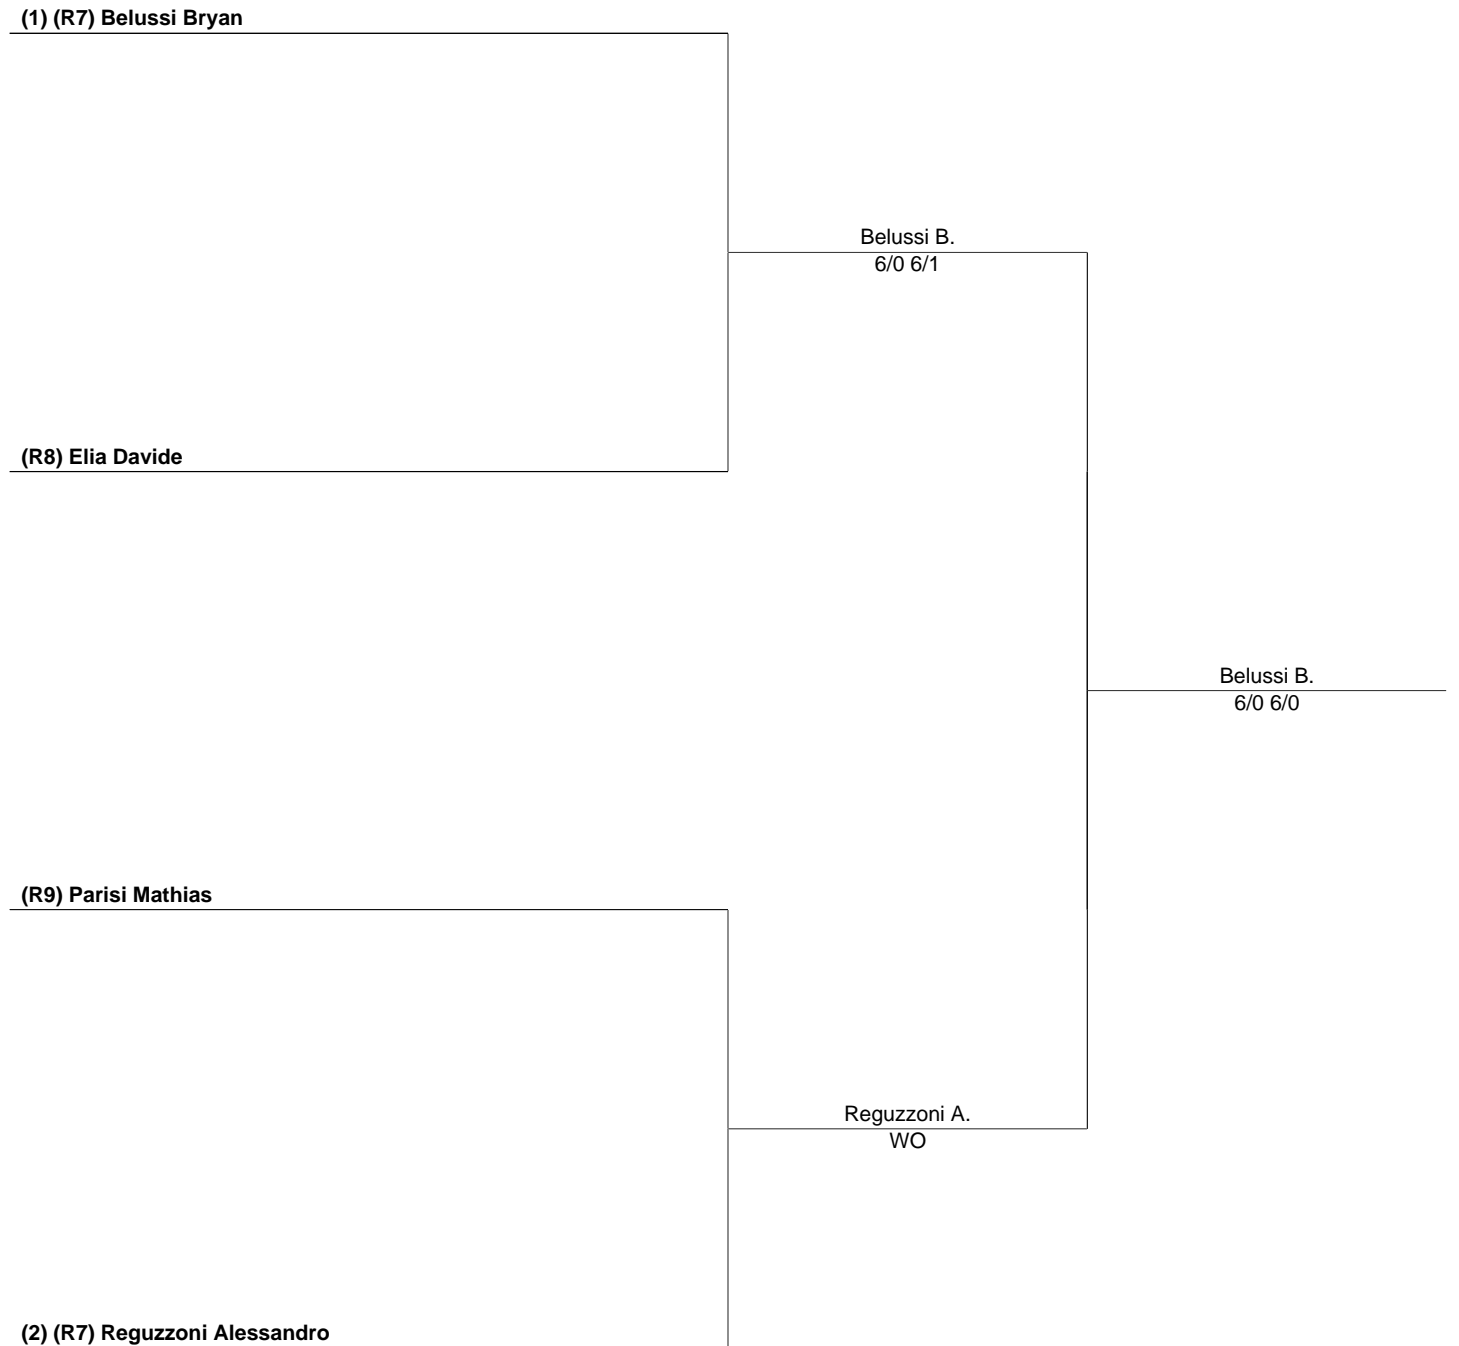 (1) (R7) Belussi Bryan
Belussi B.
6/0 6/1
(R8) Elia Davide
Belussi B.
6/0 6/0
(R9) Parisi Mathias
Reguzzoni A.
WO
(2) (R7) Reguzzoni Alessandro